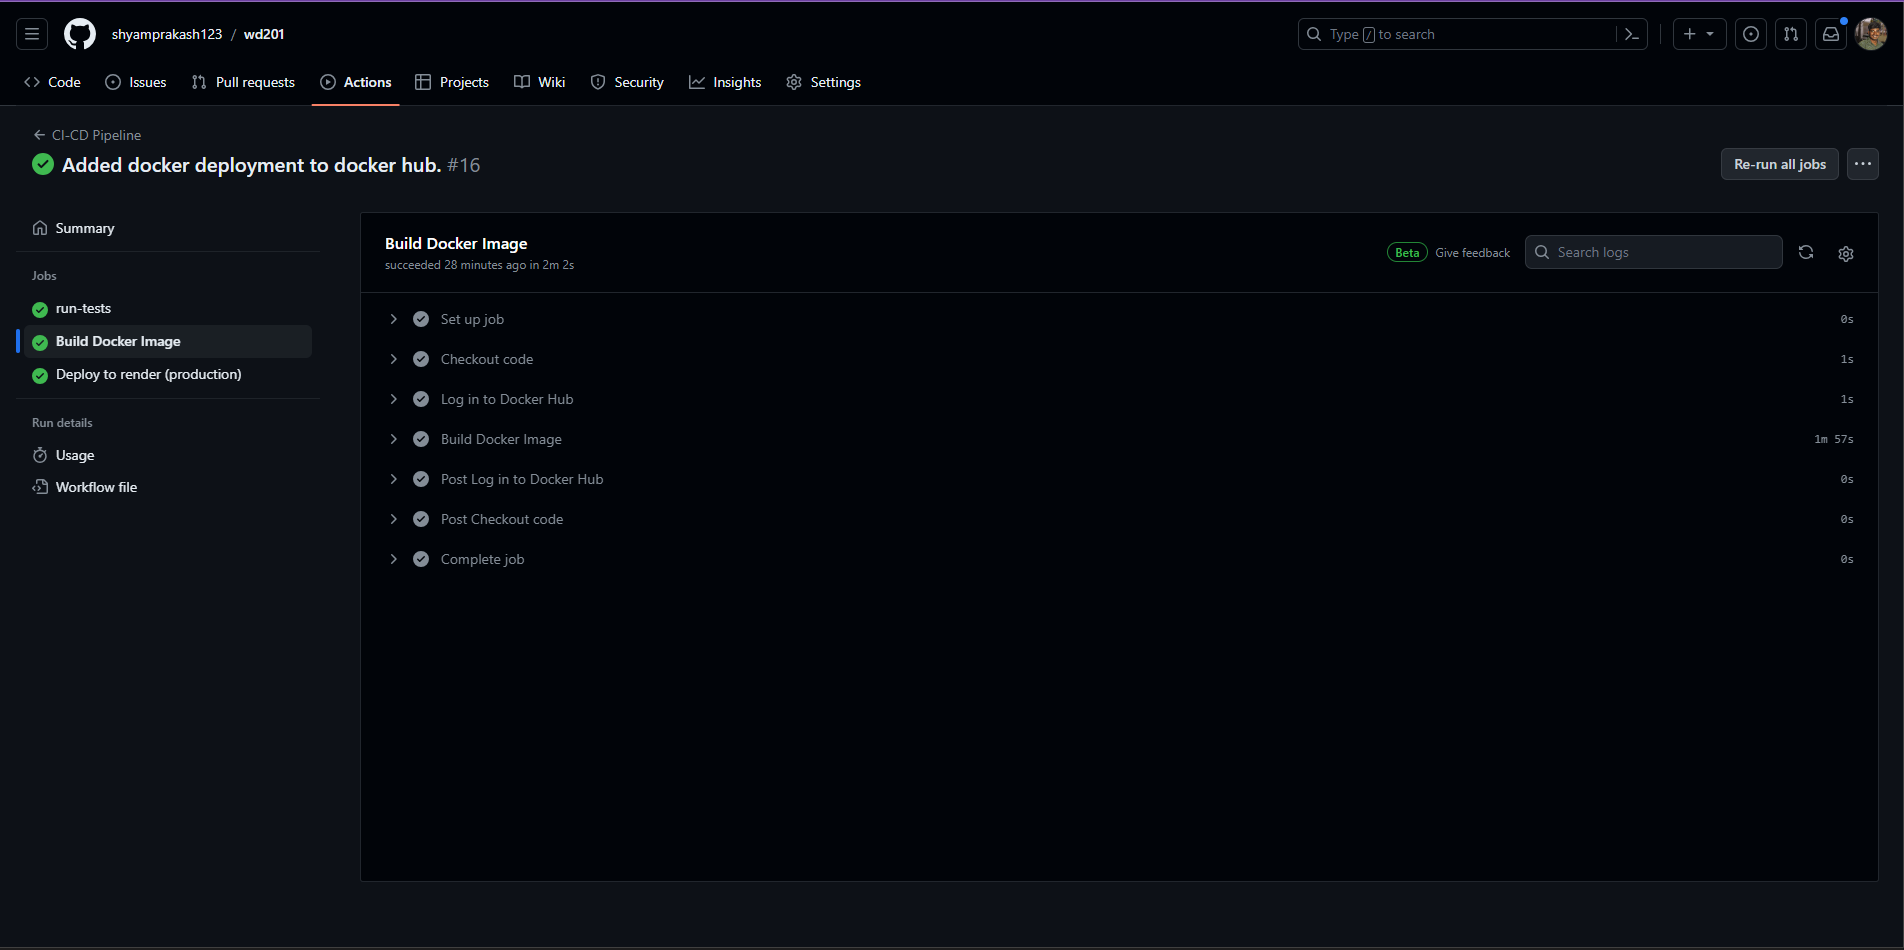 shyamprakash123 / wd201
Type / to search
Code Issues Pull requests Actions Projects Wiki Security Insights Settings
CI-CD Pipeline
Added docker deployment to docker hub. #16
Re-run all jobs
Summary
Jobs
run-tests
Build Docker Image
Deploy to render (production)
Run details
Usage
Workflow file
Build Docker Image
succeeded 28 minutes ago in 2m 2s
Beta Give feedback
Search logs
Set up job 0s
Checkout code 1s
Log in to Docker Hub 1s
Build Docker Image 1m 57s
Post Log in to Docker Hub 0s
Post Checkout code 0s
Complete job 0s